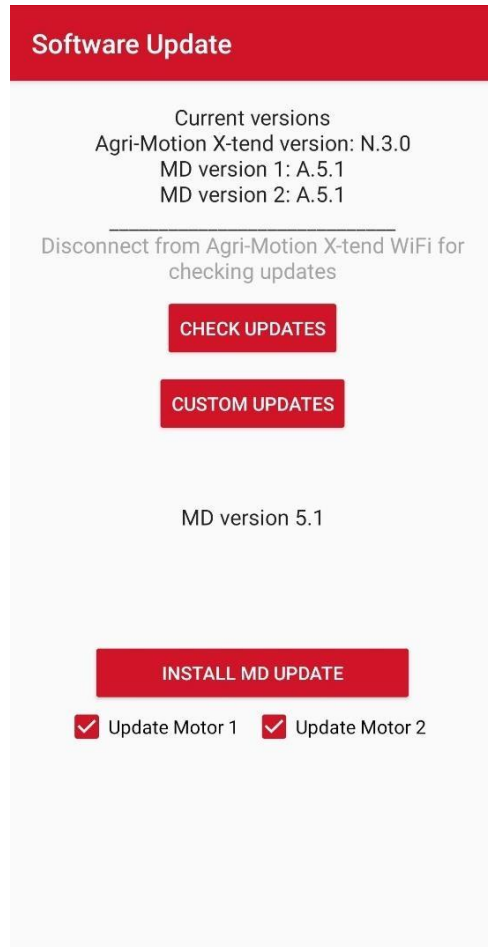 Software Update
Current versions
Agri-Motion X-tend version: N.3.0
MD version 1: A.5.1
MD version 2: A.5.1
Disconnect from Agri-Motion X-tend WiFi for
checking updates
CHECK UPDATES
CUSTOM UPDATES
MD version 5.1
INSTALL MD UPDATE
Update Motor 1 Update Motor 2